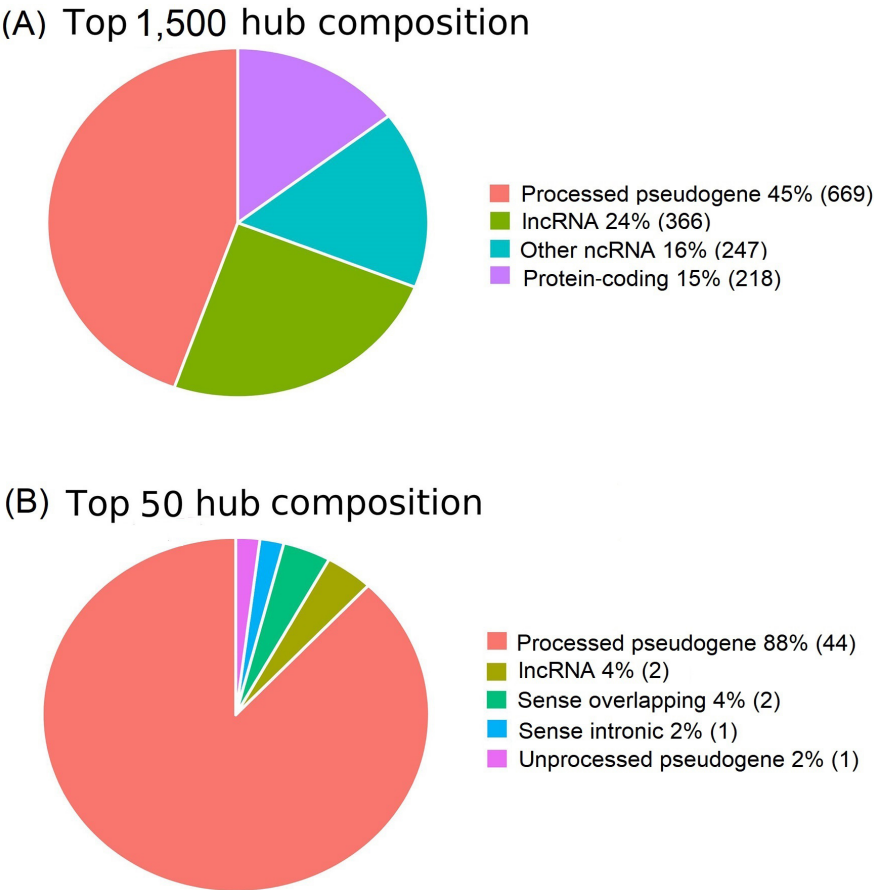 (A) Top 1,500 hub composition
Processed pseudogene 45% (669)
lncRNA 24% (366)
Other ncRNA 16% (247)
Protein-coding 15% (218)
(B) Top 50 hub composition
Processed pseudogene 88% (44)
lncRNA 4% (2)
Sense overlapping 4% (2)
Sense intronic 2% (1)
Unprocessed pseudogene 2% (1)